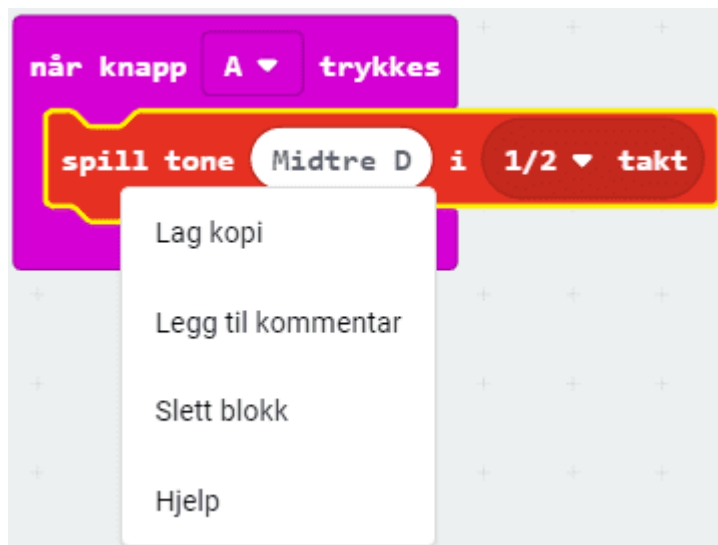 når knapp A trykkes
spill tone Midtre D i 1/2 takt
Lag kopi
Legg til kommentar
Slett blokk
Hjelp